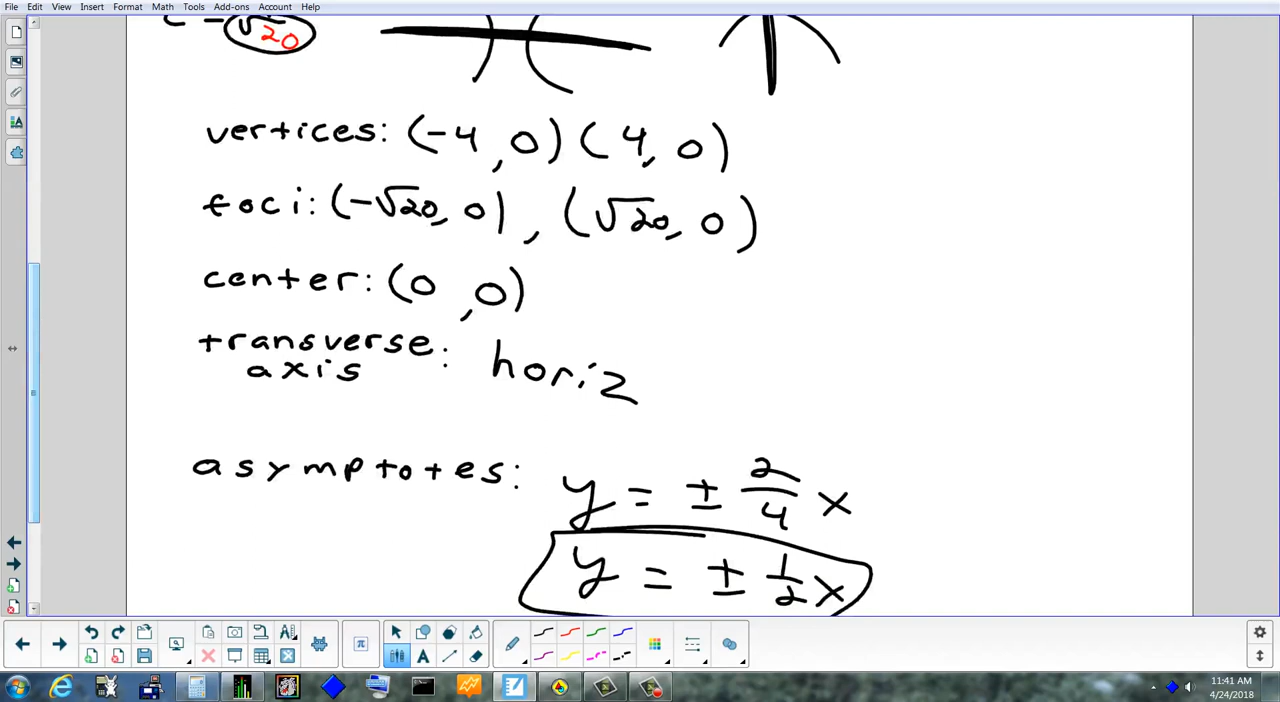 File Edit View Insert Format Math Tools Add-ons Account Help
√20
vertices: (-4, 0) (4, 0)
foci: (-√20, 0), (√20, 0)
center: (0, 0)
transverse axis: horiz
asymptotes: y = ± 2/4 x
y = ± 1/2 x
π
A
11:41 AM
4/24/2018